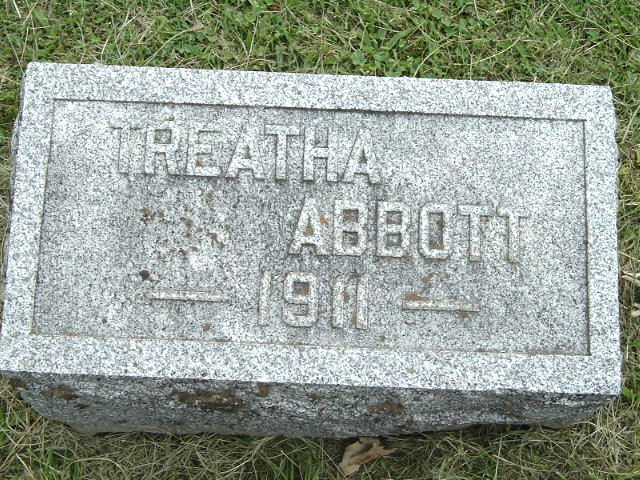 TREATHA
ABBOTT
— 1911 —